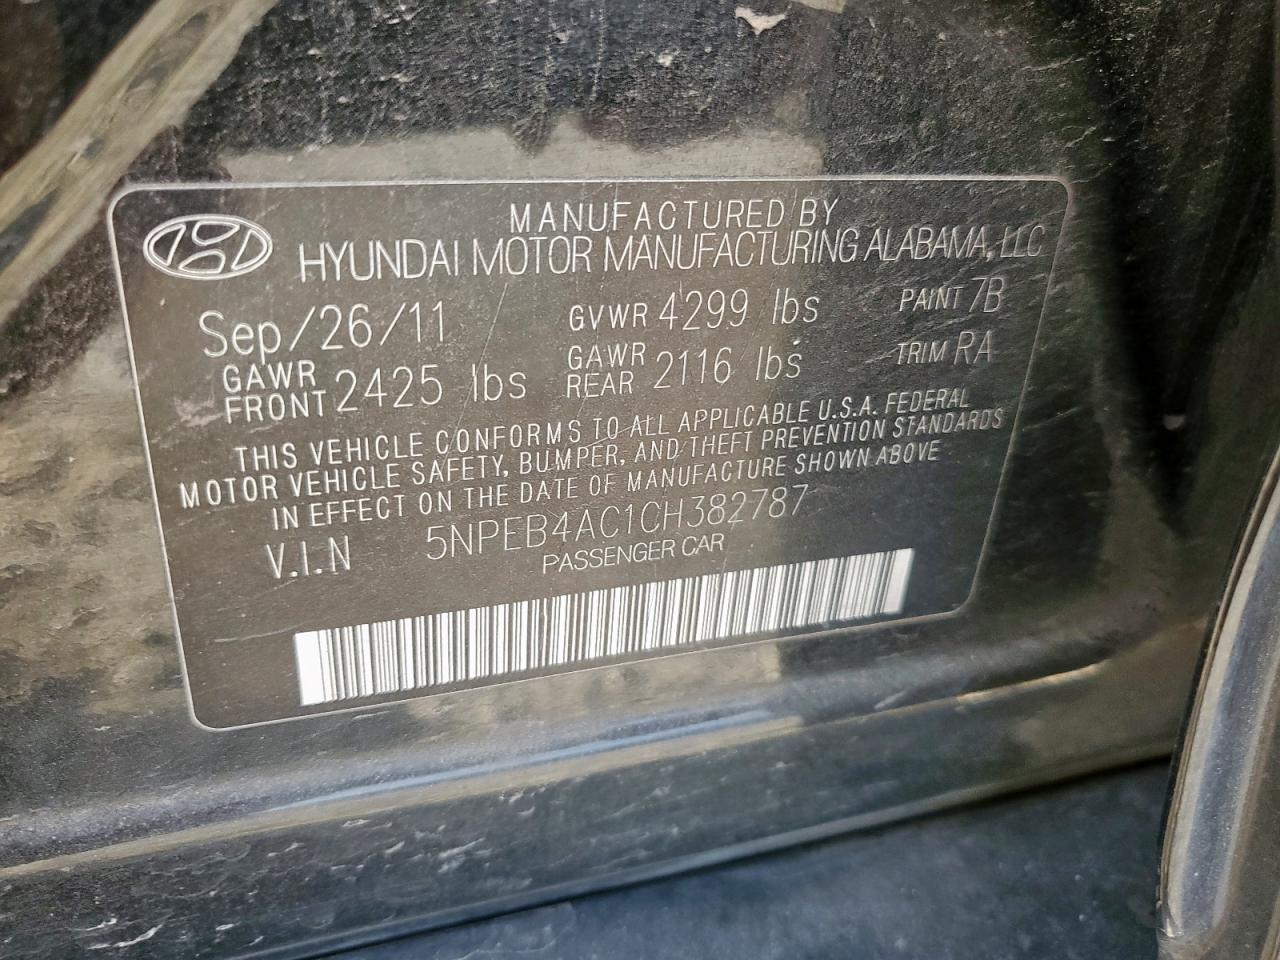 MANUFACTURED BY
HYUNDAI MOTOR MANUFACTURING ALABAMA, LLC
Sep/26/11 GVWR 4299 lbs PAINT 7B
GAWR FRONT 2425 lbs GAWR REAR 2116 lbs TRIM RA
THIS VEHICLE CONFORMS TO ALL APPLICABLE U.S.A. FEDERAL
MOTOR VEHICLE SAFETY, BUMPER, AND THEFT PREVENTION STANDARDS
IN EFFECT ON THE DATE OF MANUFACTURE SHOWN ABOVE
V.I.N 5NPEB4AC1CH382787
PASSENGER CAR